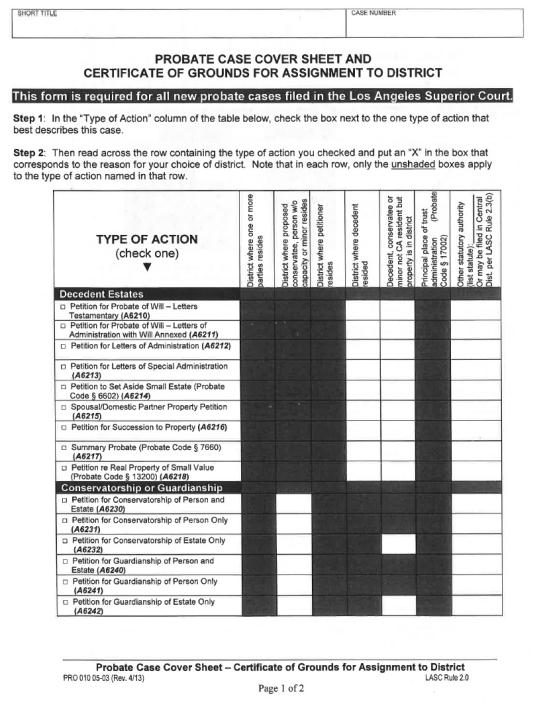 SHORT TITLE
CASE NUMBER
PROBATE CASE COVER SHEET AND
CERTIFICATE OF GROUNDS FOR ASSIGNMENT TO DISTRICT
This form is required for all new probate cases filed in the Los Angeles Superior Court.
Step 1: In the "Type of Action" column of the table below, check the box next to the one type of action that
best describes this case.
Step 2: Then read across the row containing the type of action you checked and put an "X" in the box that
corresponds to the reason for your choice of district. Note that in each row, only the unshaded boxes apply
to the type of action named in that row.
TYPE OF ACTION
(check one)
District where one or more
parties resides
District where proposed
conservatee, person w/o
capacity or minor resides
District where petitioner
resides
District where decedent
resided
Decedent, conservatee or
minor not CA resident but
property is in district
Principal place of trust
administration (Probate
Code § 17002)
Other statutory authority
(list statute):
Or may be filed in Central
Dist. per LASC Rule 2.3(b)
Decedent Estates
Petition for Probate of Will – Letters
Testamentary (A6210)
Petition for Probate of Will – Letters of
Administration with Will Annexed (A6211)
Petition for Letters of Administration (A6212)
Petition for Letters of Special Administration
(A6213)
Petition to Set Aside Small Estate (Probate
Code § 6602) (A6214)
Spousal/Domestic Partner Property Petition
(A6215)
Petition for Succession to Property (A6216)
Summary Probate (Probate Code § 7660)
(A6217)
Petition re Real Property of Small Value
(Probate Code § 13200) (A6218)
Conservatorship or Guardianship
Petition for Conservatorship of Person and
Estate (A6230)
Petition for Conservatorship of Person Only
(A6231)
Petition for Conservatorship of Estate Only
(A6232)
Petition for Guardianship of Person and
Estate (A6240)
Petition for Guardianship of Person Only
(A6241)
Petition for Guardianship of Estate Only
(A6242)
Probate Case Cover Sheet – Certificate of Grounds for Assignment to District
PRO 010 05-03 (Rev. 4/13)
LASC Rule 2.0
Page 1 of 2